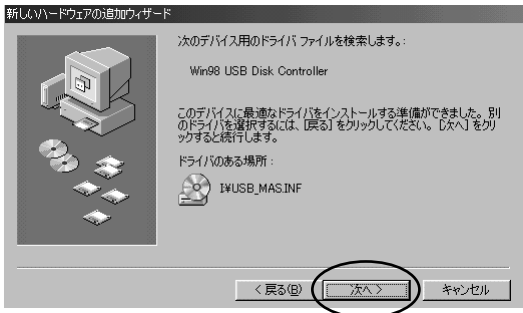 新しいハードウェアの追加ウィザード
次のデバイス用のドライバ ファイルを検索します。:
Win98 USB Disk Controller
このデバイスに最適なドライバをインストールする準備ができました。別
のドライバを選択するには、[戻る] をクリックしてください。[次へ] をクリ
ックすると続行します。
ドライバのある場所 :
I¥USB_MAS.INF
< 戻る(B)
次へ >
キャンセル